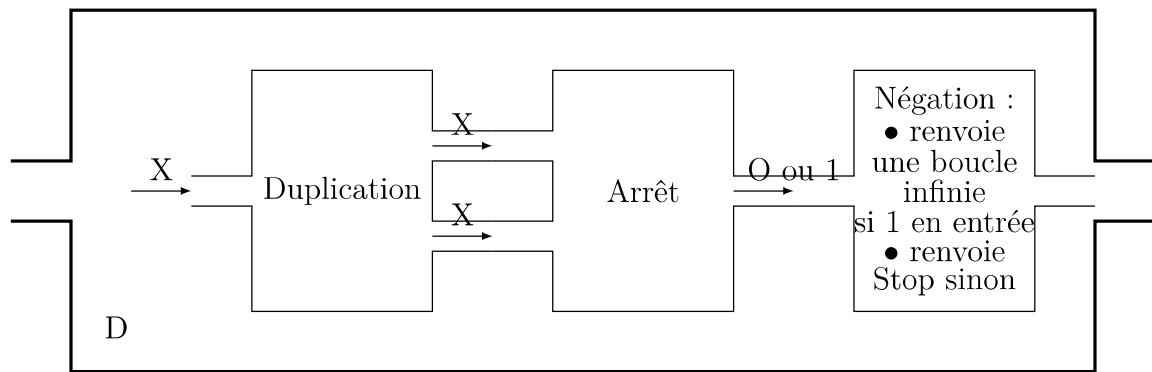 X
Duplication
X
X
Arrêt
O ou 1
Négation :
• renvoie
une boucle
infinie
si 1 en entrée
• renvoie
Stop sinon
D